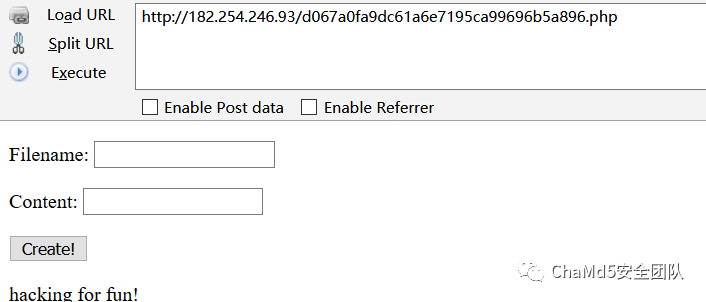 Load URL
http://182.254.246.93/d067a0fa9dc61a6e7195ca99696b5a896.php
Split URL
Execute
Enable Post data Enable Referrer
Filename:
Content:
Create!
ChaMd5安全团队
hacking for fun!